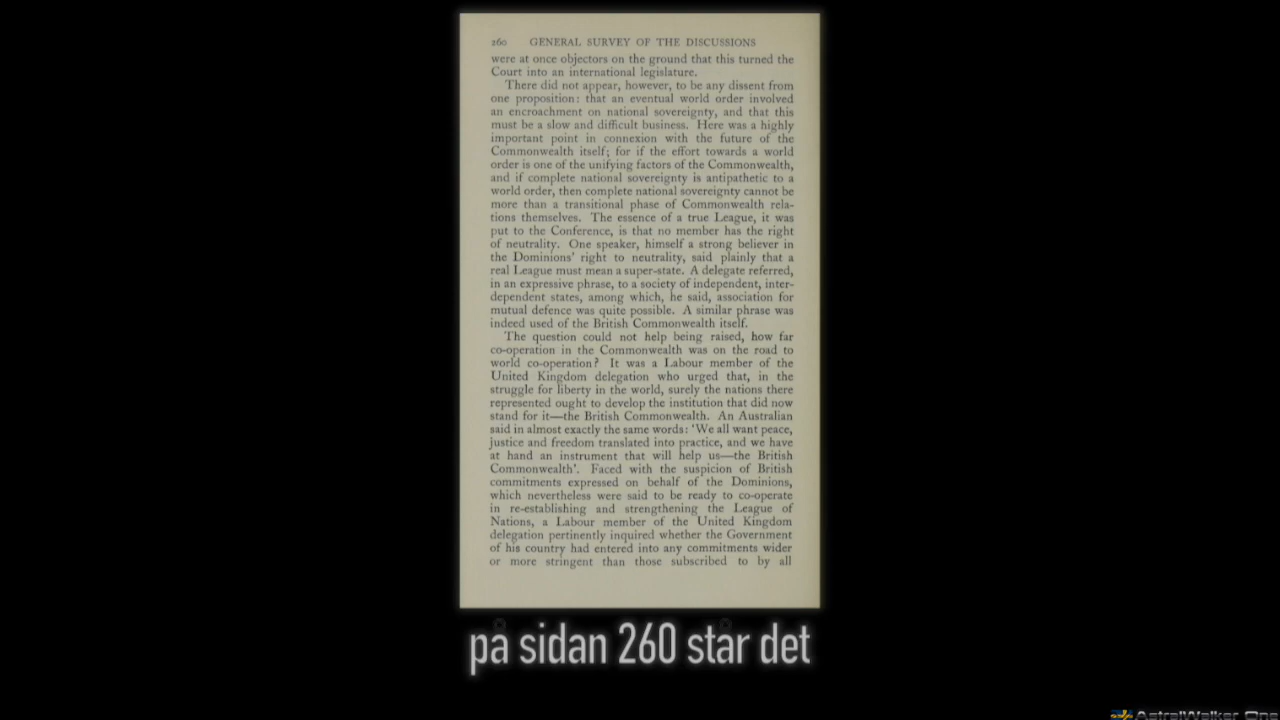 260 GENERAL SURVEY OF THE DISCUSSIONS
were at once objectors on the ground that this turned the
Court into an international legislature.
There did not appear, however, to be any dissent from
one proposition: that an eventual world order involved
an encroachment on national sovereignty, and that this
must be a slow and difficult business. Here was a highly
important point in connexion with the future of the
Commonwealth itself; for if the effort towards a world
order is one of the unifying factors of the Commonwealth,
and if complete national sovereignty is antipathetic to a
world order, then complete national sovereignty cannot be
more than a transitional phase of Commonwealth rela-
tions themselves. The essence of a true League, it was
put to the Conference, is that no member has the right
of neutrality. One speaker, himself a strong believer in
the Dominions' right to neutrality, said plainly that a
real League must mean a super-state. A delegate referred,
in an expressive phrase, to a society of independent, inter-
dependent states, among which, he said, association for
mutual defence was quite possible. A similar phrase was
indeed used of the British Commonwealth itself.
The question could not help being raised, how far
co-operation in the Commonwealth was on the road to
world co-operation? It was a Labour member of the
United Kingdom delegation who urged that, in the
struggle for liberty in the world, surely the nations there
represented ought to develop the institution that did now
stand for it—the British Commonwealth. An Australian
said in almost exactly the same words: 'We all want peace,
justice and freedom translated into practice, and we have
at hand an instrument that will help us—the British
Commonwealth'. Faced with the suspicion of British
commitments expressed on behalf of the Dominions,
which nevertheless were said to be ready to co-operate
in re-establishing and strengthening the League of
Nations, a Labour member of the United Kingdom
delegation pertinently inquired whether the Government
of his country had entered into any commitments wider
or more stringent than those subscribed to by all
på sidan 260 står det
AstralWalker One